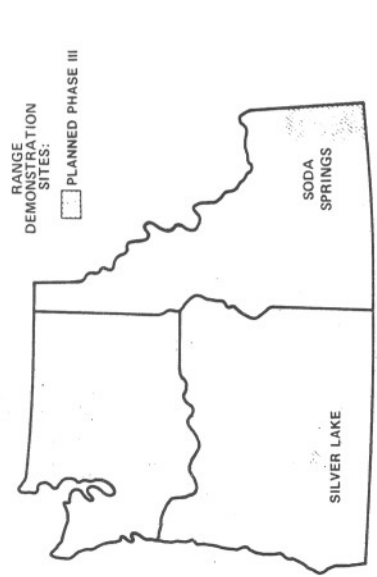 RANGE
DEMONSTRATION
SITES:
PLANNED PHASE III
SODA
SPRINGS
SILVER LAKE